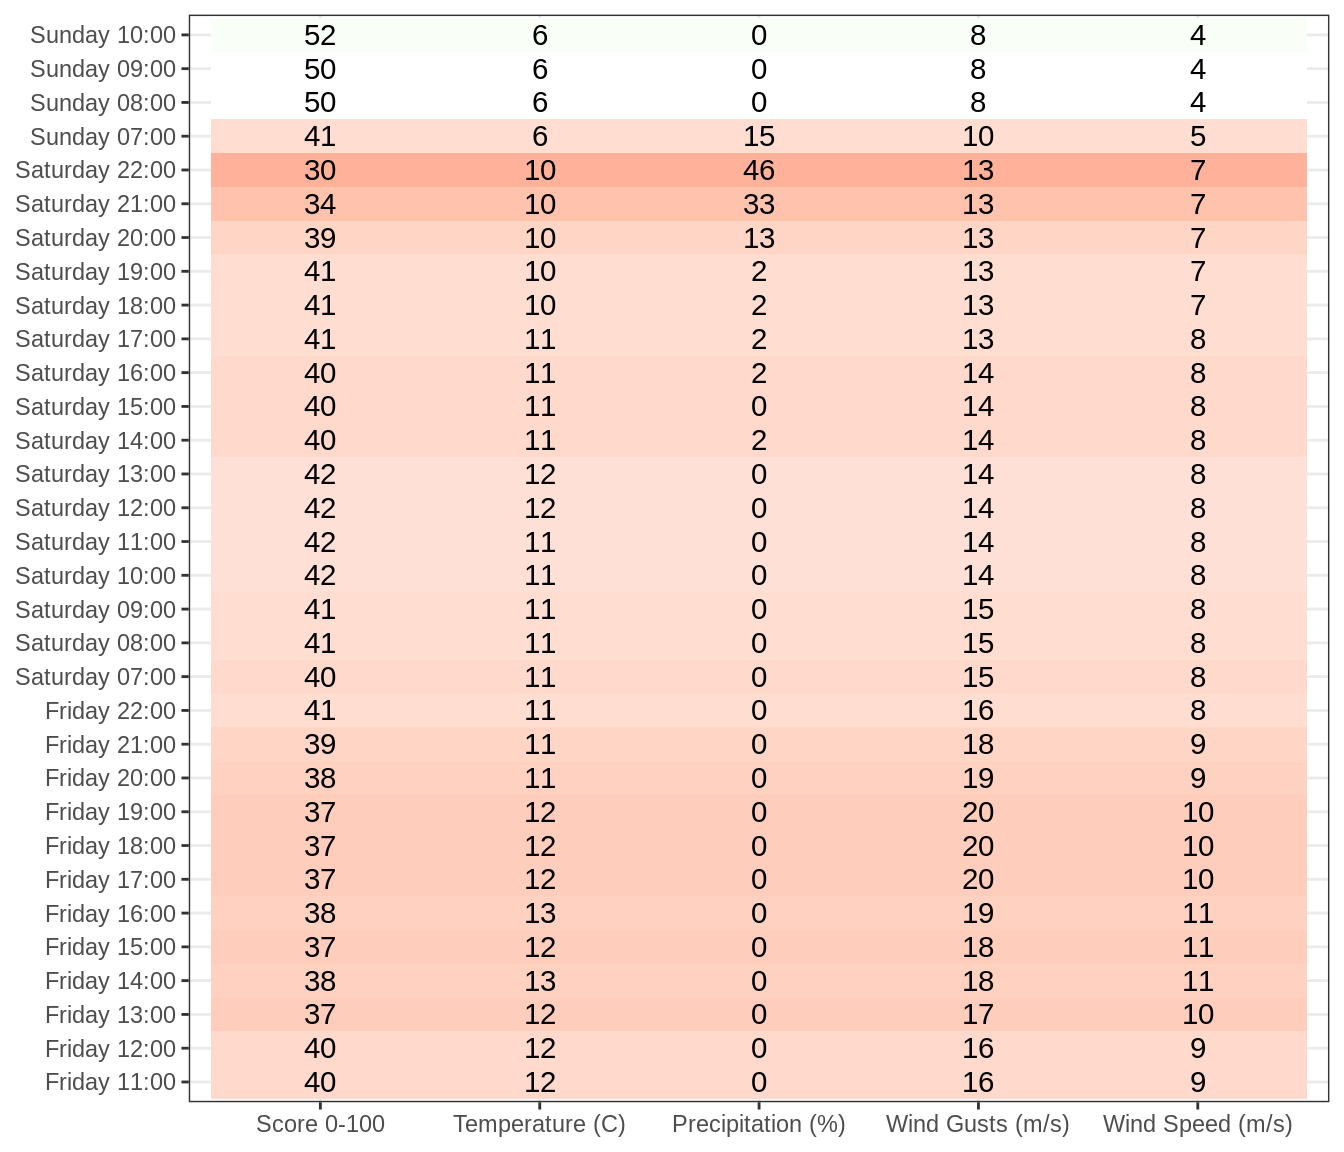 Sunday 10:00 52 6 0 8 4
Sunday 09:00 50 6 0 8 4
Sunday 08:00 50 6 0 8 4
Sunday 07:00 41 6 15 10 5
Saturday 22:00 30 10 46 13 7
Saturday 21:00 34 10 33 13 7
Saturday 20:00 39 10 13 13 7
Saturday 19:00 41 10 2 13 7
Saturday 18:00 41 10 2 13 7
Saturday 17:00 41 11 2 13 8
Saturday 16:00 40 11 2 14 8
Saturday 15:00 40 11 0 14 8
Saturday 14:00 40 11 2 14 8
Saturday 13:00 42 12 0 14 8
Saturday 12:00 42 12 0 14 8
Saturday 11:00 42 11 0 14 8
Saturday 10:00 42 11 0 14 8
Saturday 09:00 41 11 0 15 8
Saturday 08:00 41 11 0 15 8
Saturday 07:00 40 11 0 15 8
Friday 22:00 41 11 0 16 8
Friday 21:00 39 11 0 18 9
Friday 20:00 38 11 0 19 9
Friday 19:00 37 12 0 20 10
Friday 18:00 37 12 0 20 10
Friday 17:00 37 12 0 20 10
Friday 16:00 38 13 0 19 11
Friday 15:00 37 12 0 18 11
Friday 14:00 38 13 0 18 11
Friday 13:00 37 12 0 17 10
Friday 12:00 40 12 0 16 9
Friday 11:00 40 12 0 16 9
Score 0-100 Temperature (C) Precipitation (%) Wind Gusts (m/s) Wind Speed (m/s)